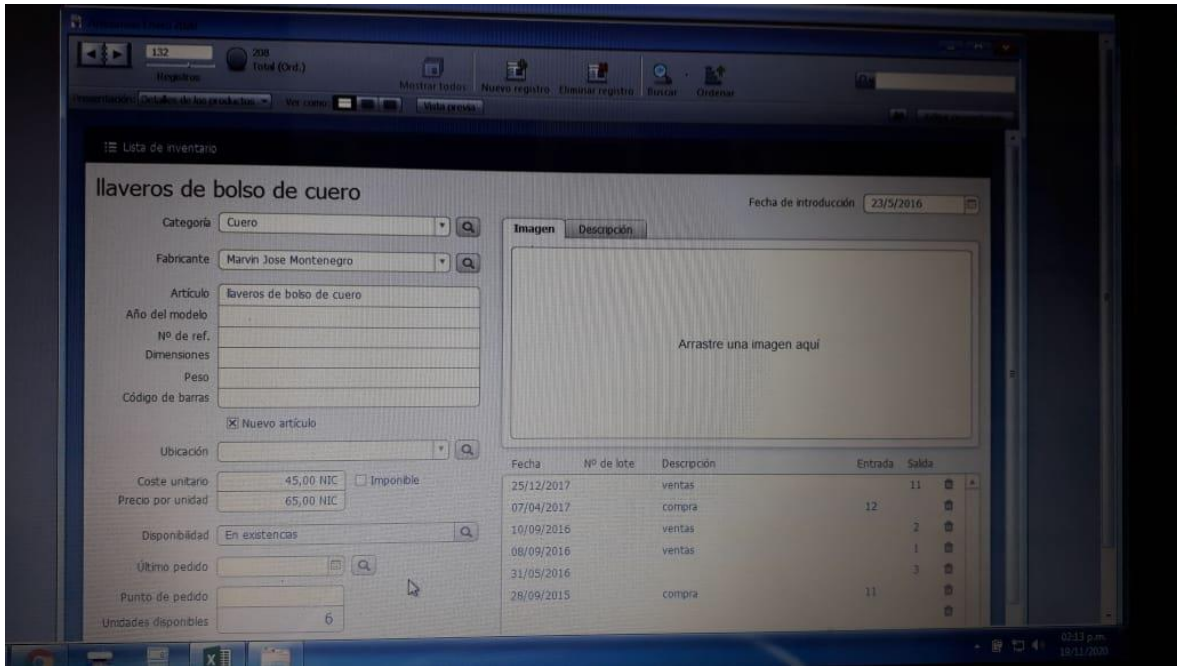 132
208
Registros
Total (Ord.)
Mostrar todos Nuevo registro Eliminar registro Buscar Ordenar
Presentación: Detalles de los productos Ver como: Vista previa
Lista de inventario
llaveros de bolso de cuero
Fecha de introducción 23/5/2016
Categoría Cuero
Imagen Descripción
Fabricante Marvin Jose Montenegro
Artículo llaveros de bolso de cuero
Año del modelo
Nº de ref.
Arrastre una imagen aquí
Dimensiones
Peso
Código de barras
Nuevo artículo
Ubicación
Fecha Nº de lote Descripción Entrada Salida
Coste unitario 45,00 NIC Imponible
25/12/2017 ventas 11
Precio por unidad 65,00 NIC
07/04/2017 compra 12
10/09/2016 ventas 2
Disponibilidad En existencias
08/09/2016 ventas 1
Último pedido
31/05/2016 3
Punto de pedido
28/09/2015 compra 11
Unidades disponibles 6
02:13 p.m.
19/11/2020